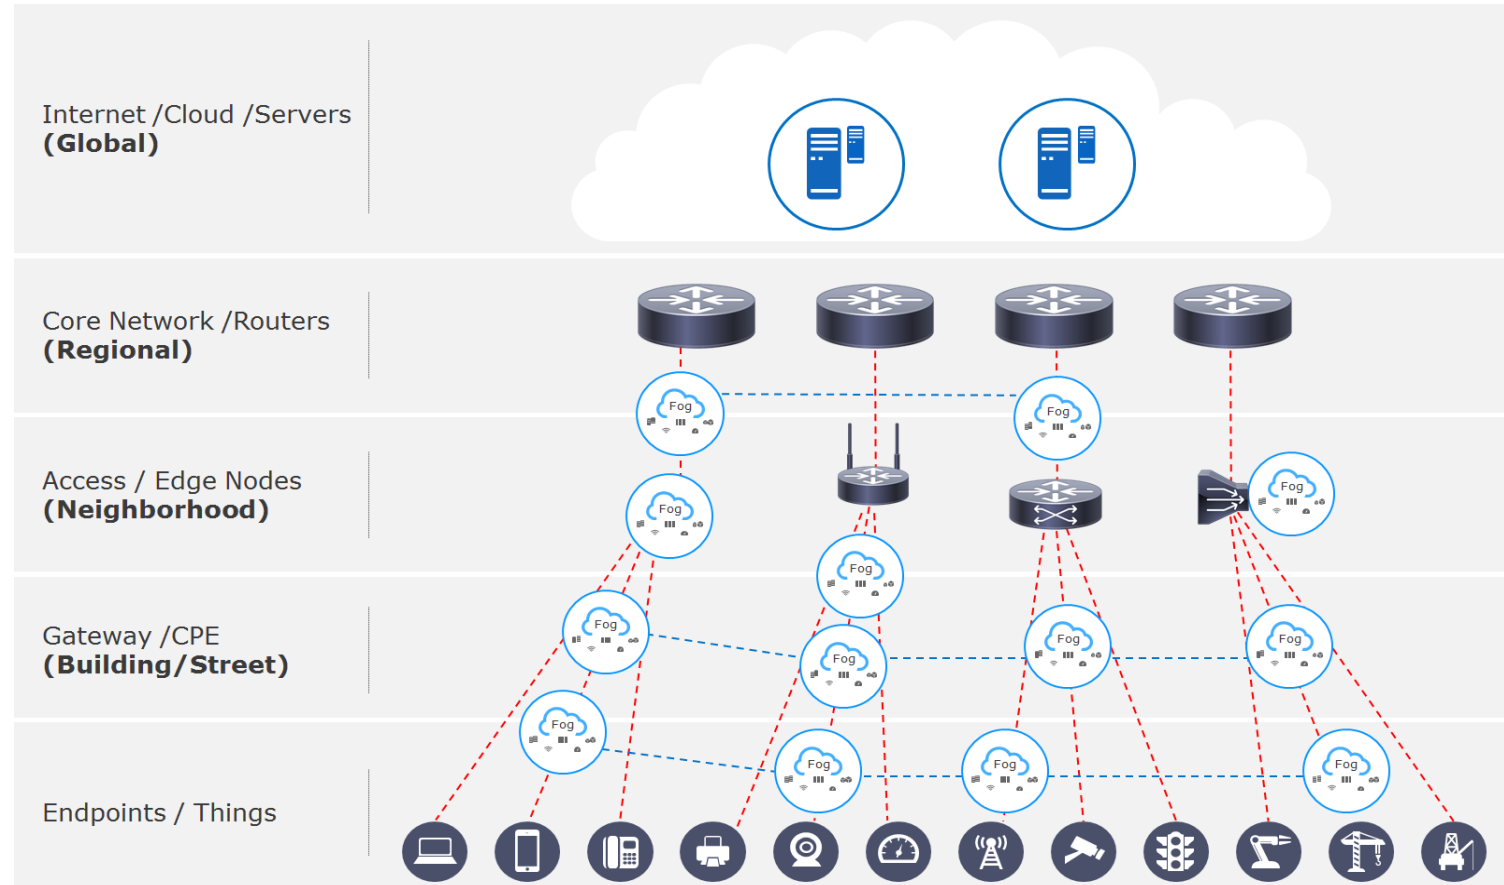 Internet /Cloud /Servers
(Global)
Core Network /Routers
(Regional)
Fog
Fog
Access / Edge Nodes
(Neighborhood)
Fog
Fog
Fog
Gateway /CPE
(Building/Street)
Fog
Fog
Fog
Fog
Fog
Endpoints / Things
Fog
Fog
Fog